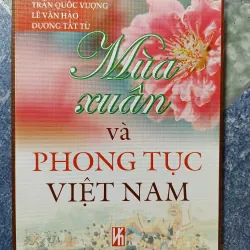 TRẦN QUỐC VƯỢNG
LÊ VĂN HẢO
DƯƠNG TẤT TỪ
Mùa
xuân
và
PHONG TỤC
VIỆT NAM